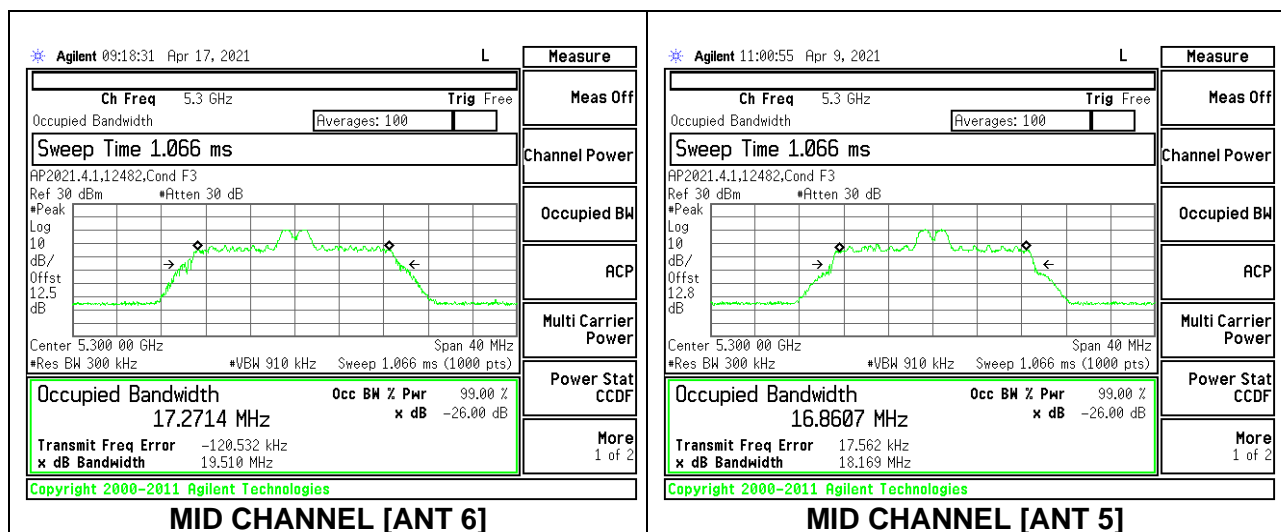 Agilent 09:18:31 Apr 17, 2021 L
Measure
Ch Freq 5.3 GHz Trig Free
Occupied Bandwidth Averages: 100
Sweep Time 1.066 ms
AP2021.4.1,12482,Cond F3
Ref 30 dBm #Atten 30 dB
#Peak
Log
10
dB/
Offst
12.5
dB
Center 5.300 00 GHz Span 40 MHz
#Res BW 300 kHz #VBW 910 kHz Sweep 1.066 ms (1000 pts)
Occupied Bandwidth Occ BW % Pwr 99.00 %
17.2714 MHz x dB -26.00 dB
Transmit Freq Error -120.532 kHz
x dB Bandwidth 19.510 MHz
Copyright 2000-2011 Agilent Technologies
Meas Off
Channel Power
Occupied BW
ACP
Multi Carrier
Power
Power Stat
CCDF
More
1 of 2
MID CHANNEL [ANT 6]
Agilent 11:00:55 Apr 9, 2021 L
Measure
Ch Freq 5.3 GHz Trig Free
Occupied Bandwidth Averages: 100
Sweep Time 1.066 ms
AP2021.4.1,12482,Cond F3
Ref 30 dBm #Atten 30 dB
#Peak
Log
10
dB/
Offst
12.8
dB
Center 5.300 00 GHz Span 40 MHz
#Res BW 300 kHz #VBW 910 kHz Sweep 1.066 ms (1000 pts)
Occupied Bandwidth Occ BW % Pwr 99.00 %
16.8607 MHz x dB -26.00 dB
Transmit Freq Error 17.562 kHz
x dB Bandwidth 18.169 MHz
Copyright 2000-2011 Agilent Technologies
Meas Off
Channel Power
Occupied BW
ACP
Multi Carrier
Power
Power Stat
CCDF
More
1 of 2
MID CHANNEL [ANT 5]